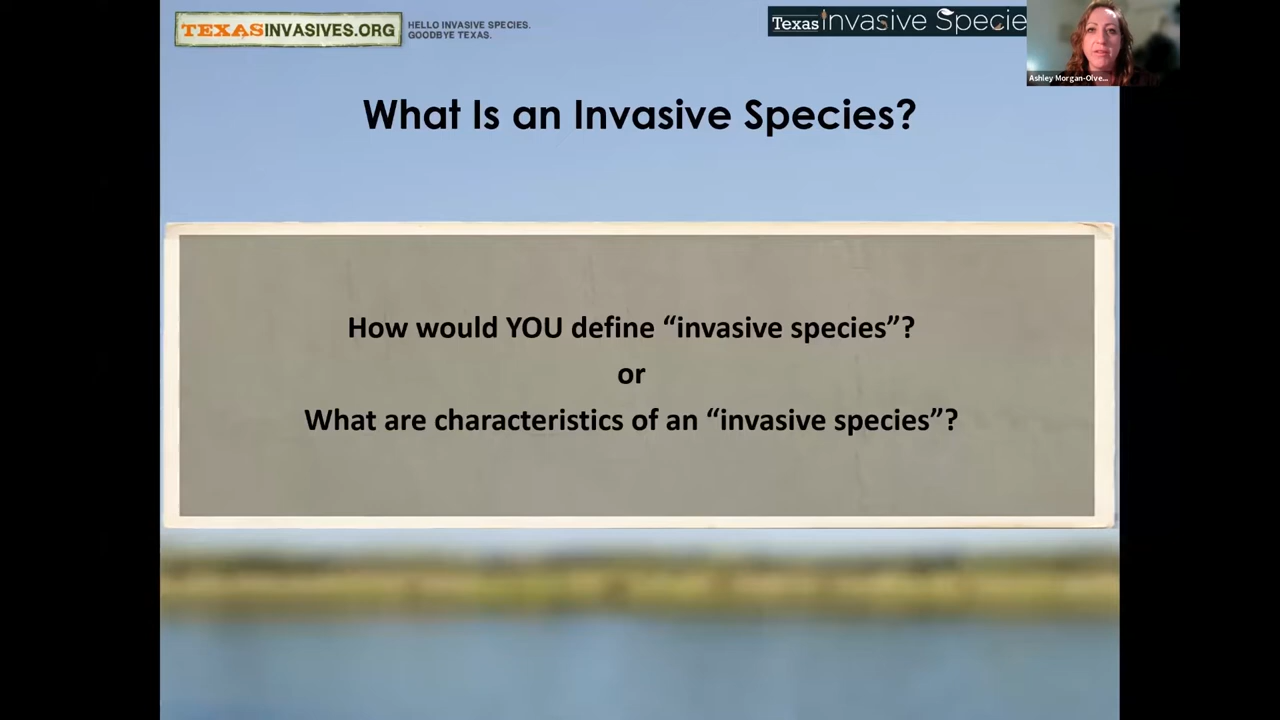 TEXASINVASIVES.ORG
HELLO INVASIVE SPECIES.
GOODBYE TEXAS.
Texas Invasive Specie
Ashley Morgan-Olve...
What Is an Invasive Species?
How would YOU define “invasive species”?
or
What are characteristics of an “invasive species”?